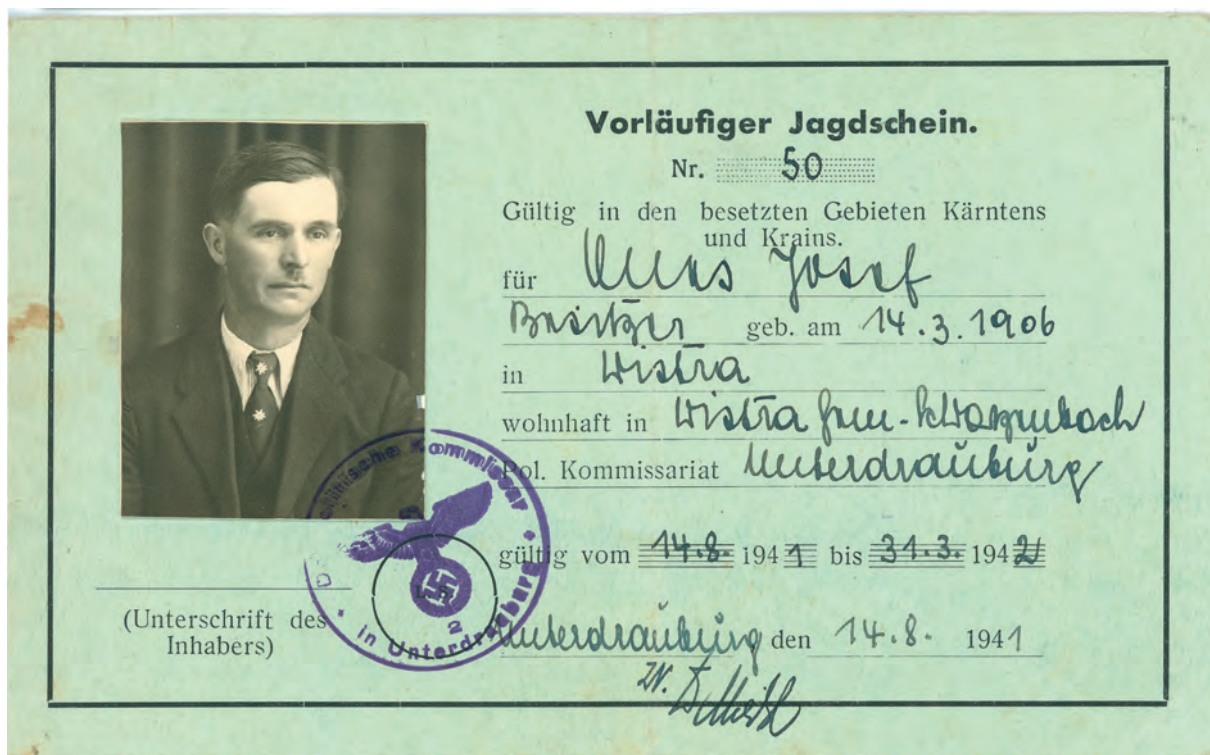 Vorläufiger Jagdschein.
Nr. 50
Gültig in den besetzten Gebieten Kärntens
und Krains.
für Josef
Besitzer geb. am 14.3.1906
in Wistra
wohnhaft in Wistra Gem.
Pol. Kommissariat Unterdrauburg
gültig vom 14.8. 1941 bis 31.3. 1942
(Unterschrift des
Inhabers)
Unterdrauburg den 14.8. 1941
Politische Kommissar
in Unterdrauburg
2